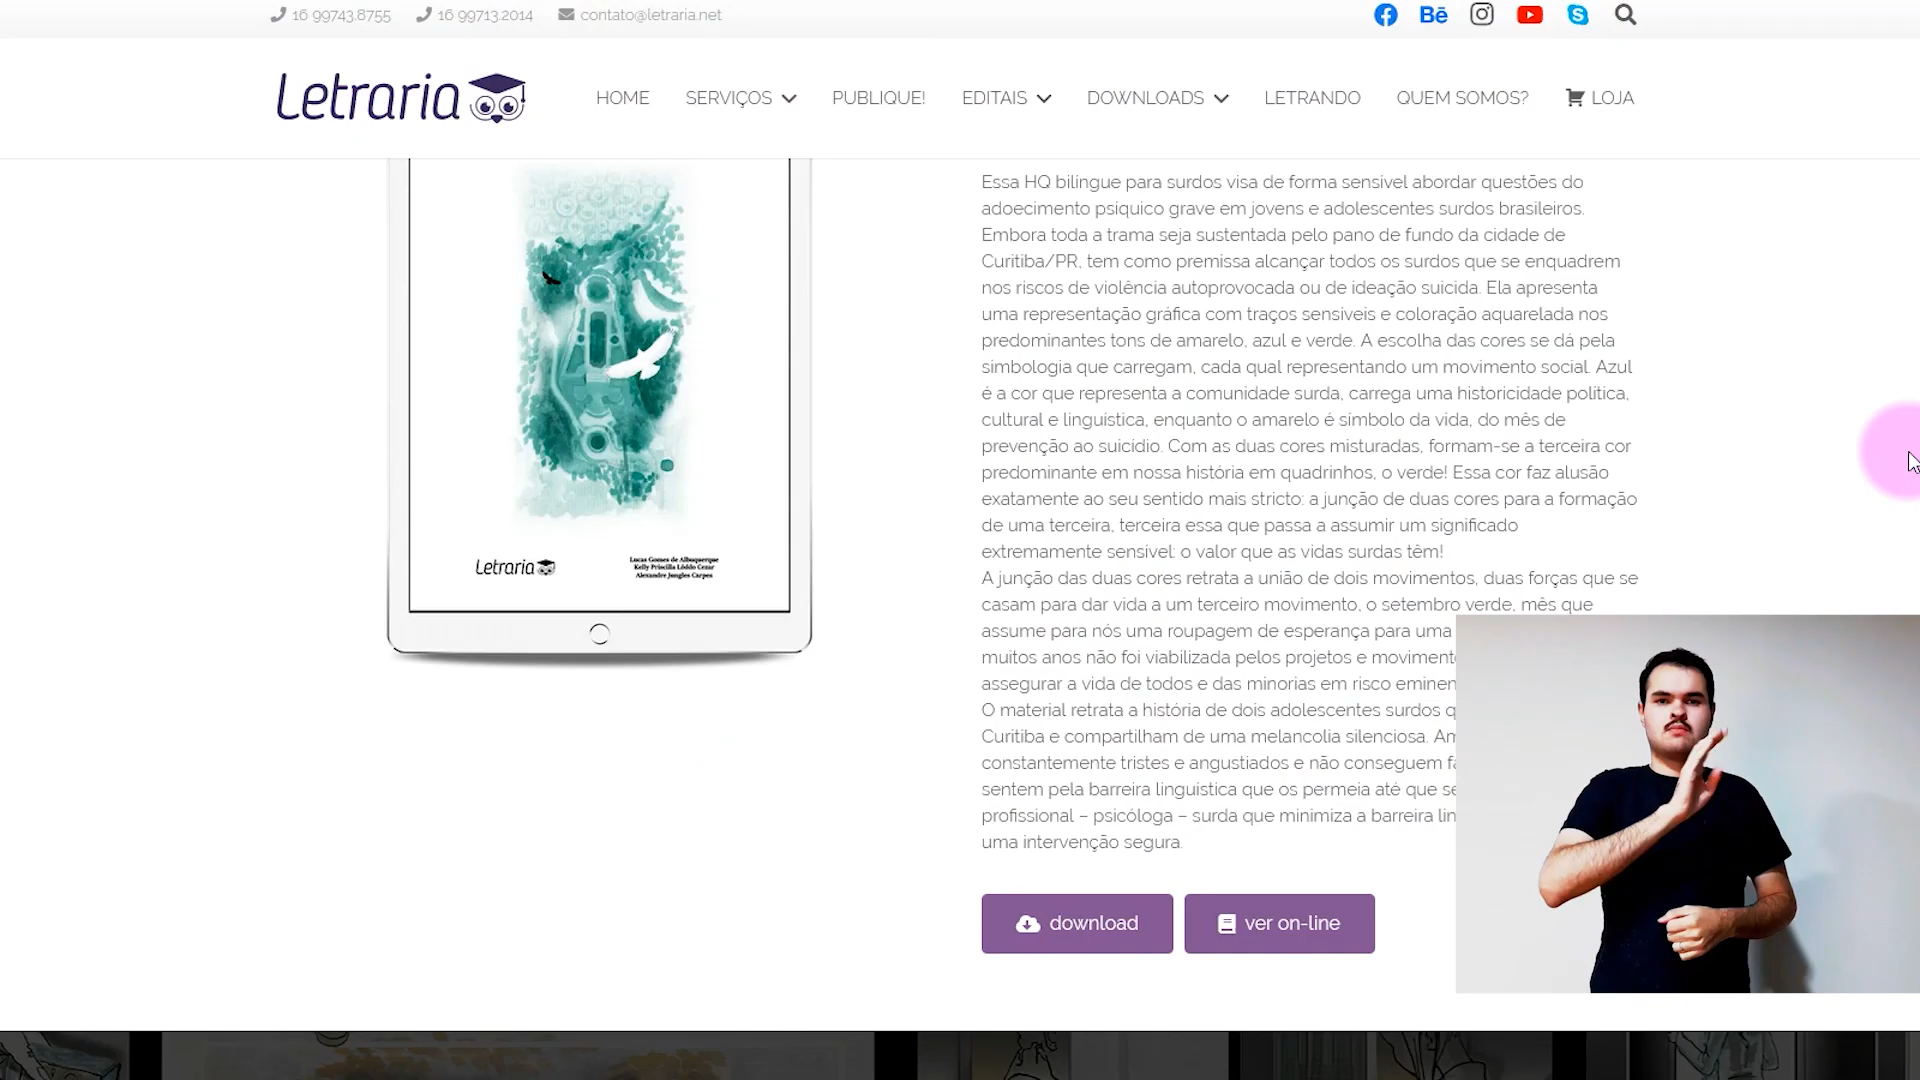 16 99743.8755 16 99713.2014 contato@letraria.net
Bē
Letraria HOME SERVIÇOS PUBLIQUE! EDITAIS DOWNLOADS LETRANDO QUEM SOMOS? LOJA
Essa HQ bilíngue para surdos visa de forma sensível abordar questões do
adoecimento psíquico grave em jovens e adolescentes surdos brasileiros.
Embora toda a trama seja sustentada pelo pano de fundo da cidade de
Curitiba/PR, tem como premissa alcançar todos os surdos que se enquadrem
nos riscos de violência autoprovocada ou de ideação suicida. Ela apresenta
uma representação gráfica com traços sensíveis e coloração aquarelada nos
predominantes tons de amarelo, azul e verde. A escolha das cores se dá pela
simbologia que carregam, cada qual representando um movimento social. Azul
é a cor que representa a comunidade surda, carrega uma historicidade política,
cultural e linguística, enquanto o amarelo é símbolo da vida, do mês de
prevenção ao suicídio. Com as duas cores misturadas, formam-se a terceira cor
predominante em nossa história em quadrinhos, o verde! Essa cor faz alusão
exatamente ao seu sentido mais stricto: a junção de duas cores para a formação
de uma terceira, terceira essa que passa a assumir um significado
extremamente sensível: o valor que as vidas surdas têm!
A junção das duas cores retrata a união de dois movimentos, duas forças que se
casam para dar vida a um terceiro movimento, o setembro verde, mês que
assume para nós uma roupagem de esperança para uma
muitos anos não foi viabilizada pelos projetos e moviment
assegurar a vida de todos e das minorias em risco eminen
O material retrata a história de dois adolescentes surdos q
Curitiba e compartilham de uma melancolia silenciosa. Am
constantemente tristes e angustiados e não conseguem fa
sentem pela barreira linguística que os permeia até que se
profissional – psicóloga – surda que minimiza a barreira lin
uma intervenção segura.
Letraria
Lucas Gomes de Albuquerque
Kelly Priscilla Lóddo Cezar
Alexandre Jungles Carpes
download ver on-line